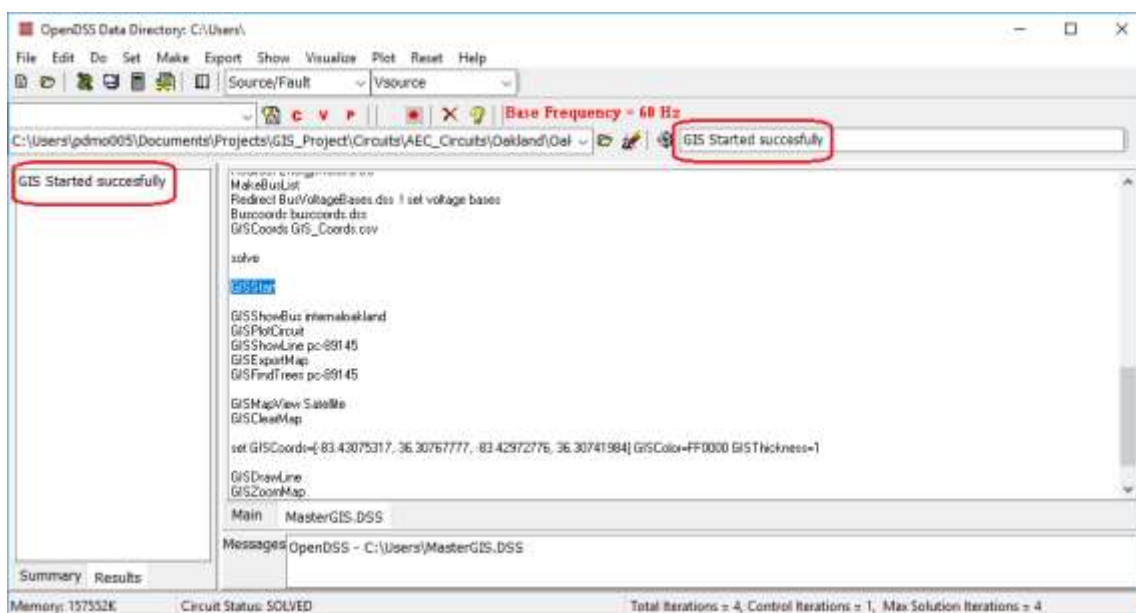 OpenDSS Data Directory: C:\Users\
File Edit Do Set Make Export Show Visualize Plot Reset Help
Source/Fault Vsource
C V P Base Frequency = 60 Hz
C:\Users\pdmo005\Documents\Projects\GIS_Project\Circuits\AEC_Circuits\Oakland\Oal GIS Started succesfully
GIS Started succesfully
MakeBusList
Redirect BusVoltageBases.dss ! set voltage bases
Buscoords buscoords.dss
GISCoords GIS_Coords.csv
solve
GISStart
GISShowBus internaloakland
GISPlotCircuit
GISShowLine pc-89145
GISExportMap
GISFindTrees pc-89145
GISMapView Satellite
GISClearMap
set GISCoords=[-83.43075317, 36.30767777, -83.42972776, 36.30741984] GISColor=FF0000 GISThickness=1
GISDrawLine
GISZoomMap
Main MasterGIS.DSS
Messages OpenDSS - C:\Users\MasterGIS.DSS
Summary Results
Memory: 157552K Circuit Status: SOLVED Total Iterations = 4, Control Iterations = 1, Max Solution Iterations = 4